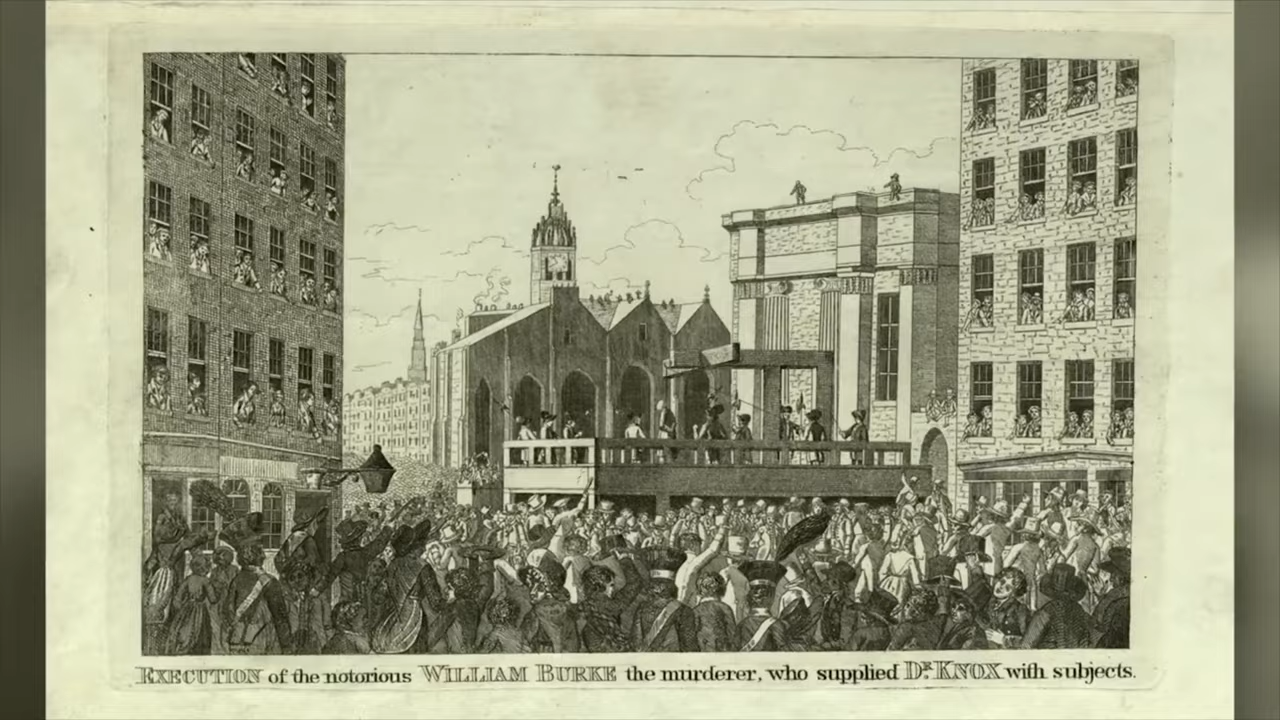 EXECUTION of the notorious WILLIAM BURKE the murderer, who supplied DR. KNOX with subjects.